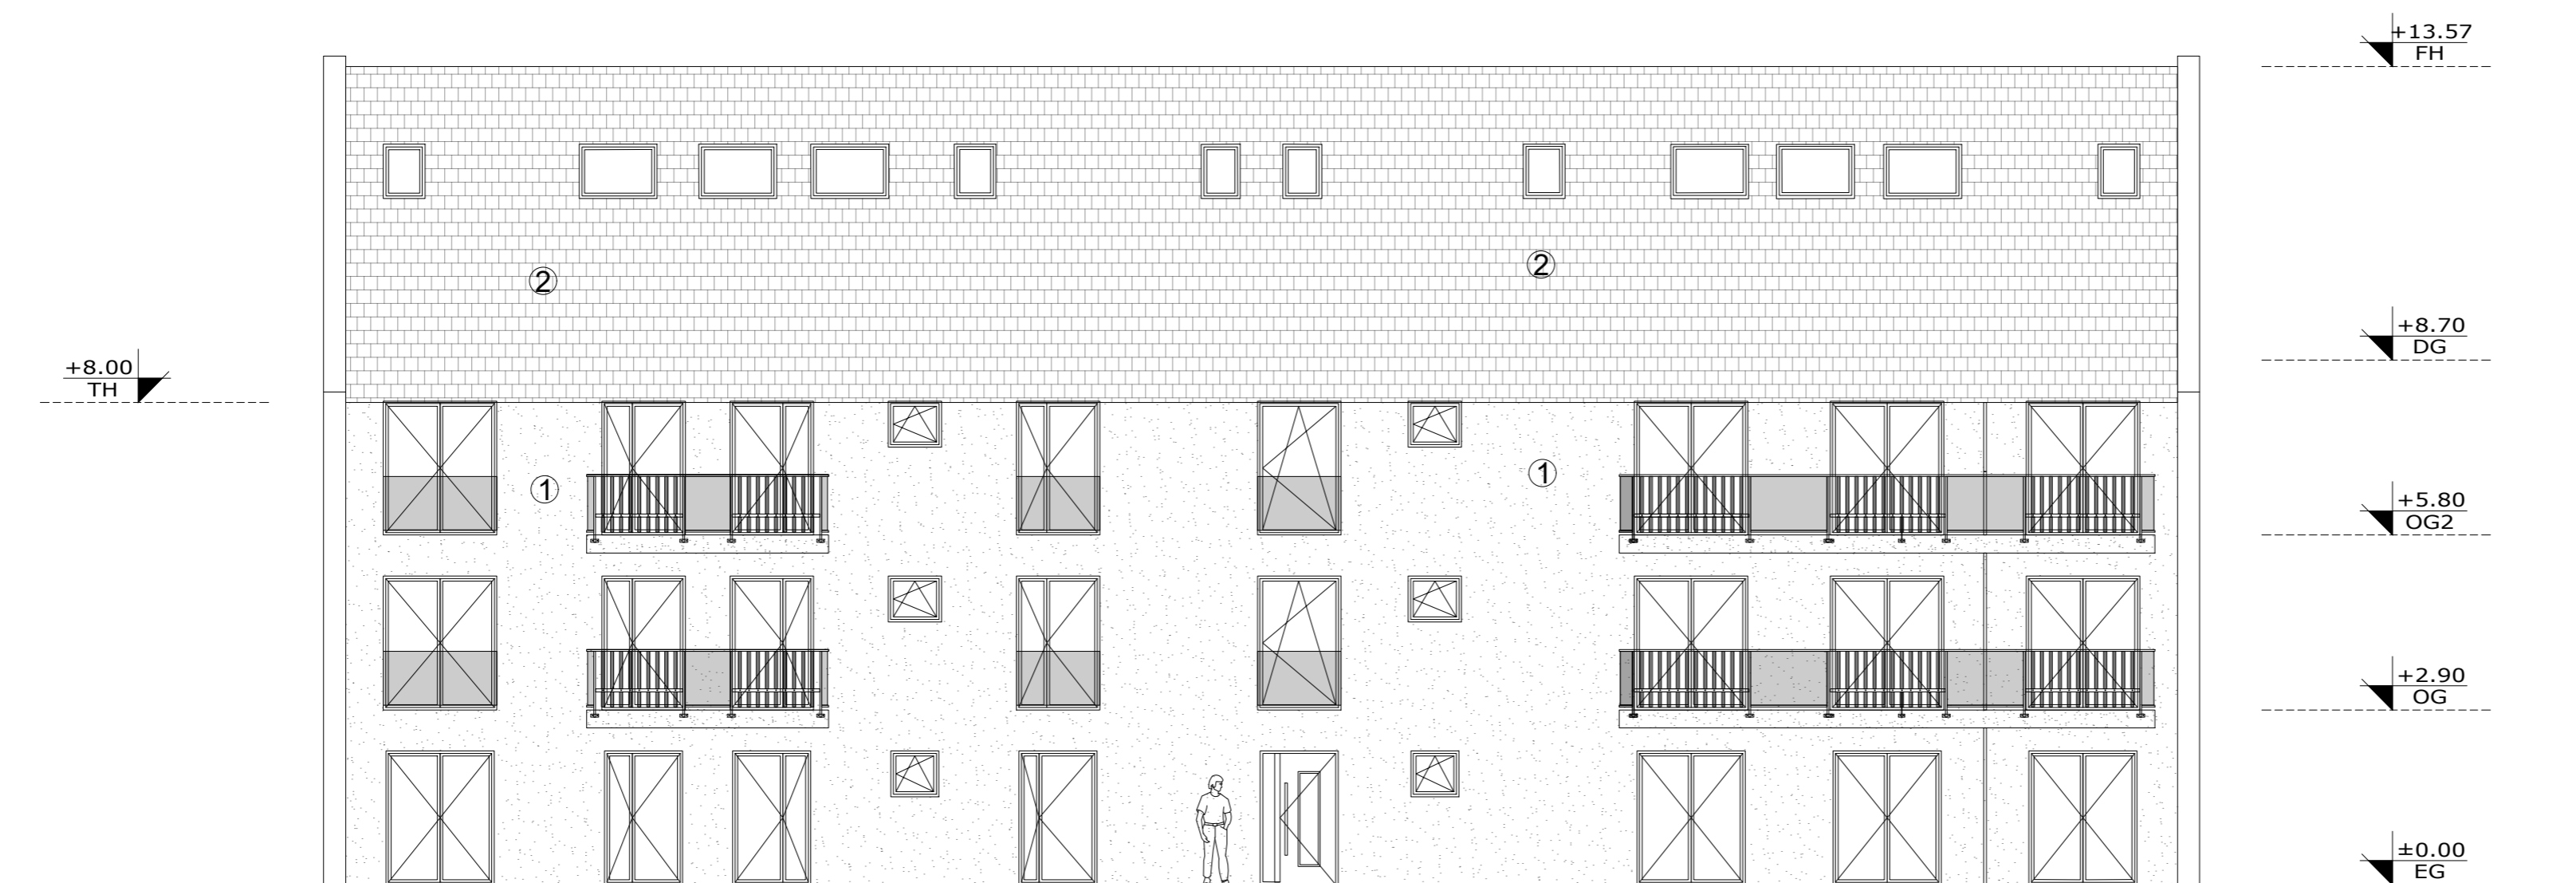 +13.57
FH
②
②
+8.70
DG
+8.00
TH
①
①
+5.80
OG2
+2.90
OG
±0.00
EG